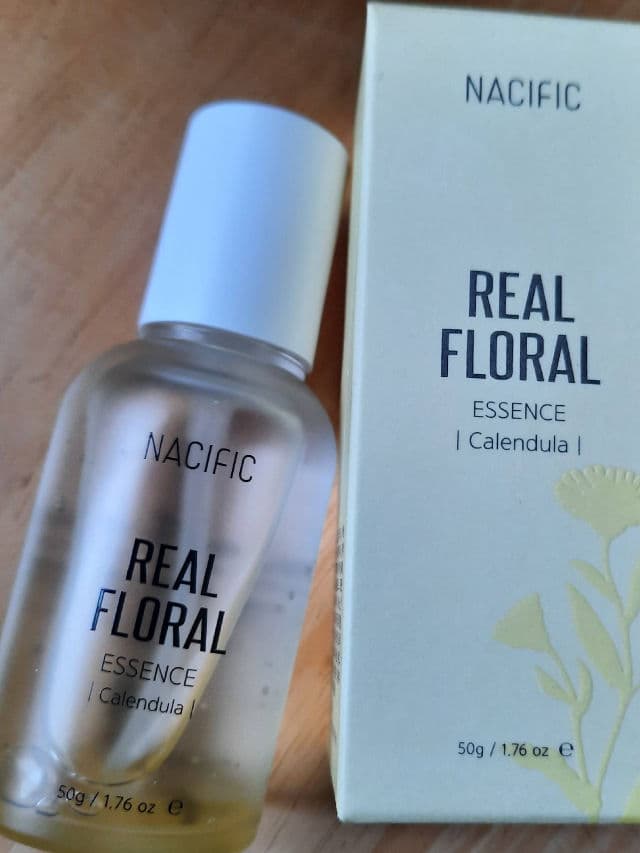 NACIFIC
REAL
FLORAL
ESSENCE
| Calendula |
50g / 1.76 oz ℮
NACIFIC
REAL
FLORAL
ESSENCE
| Calendula |
50g / 1.76 oz ℮